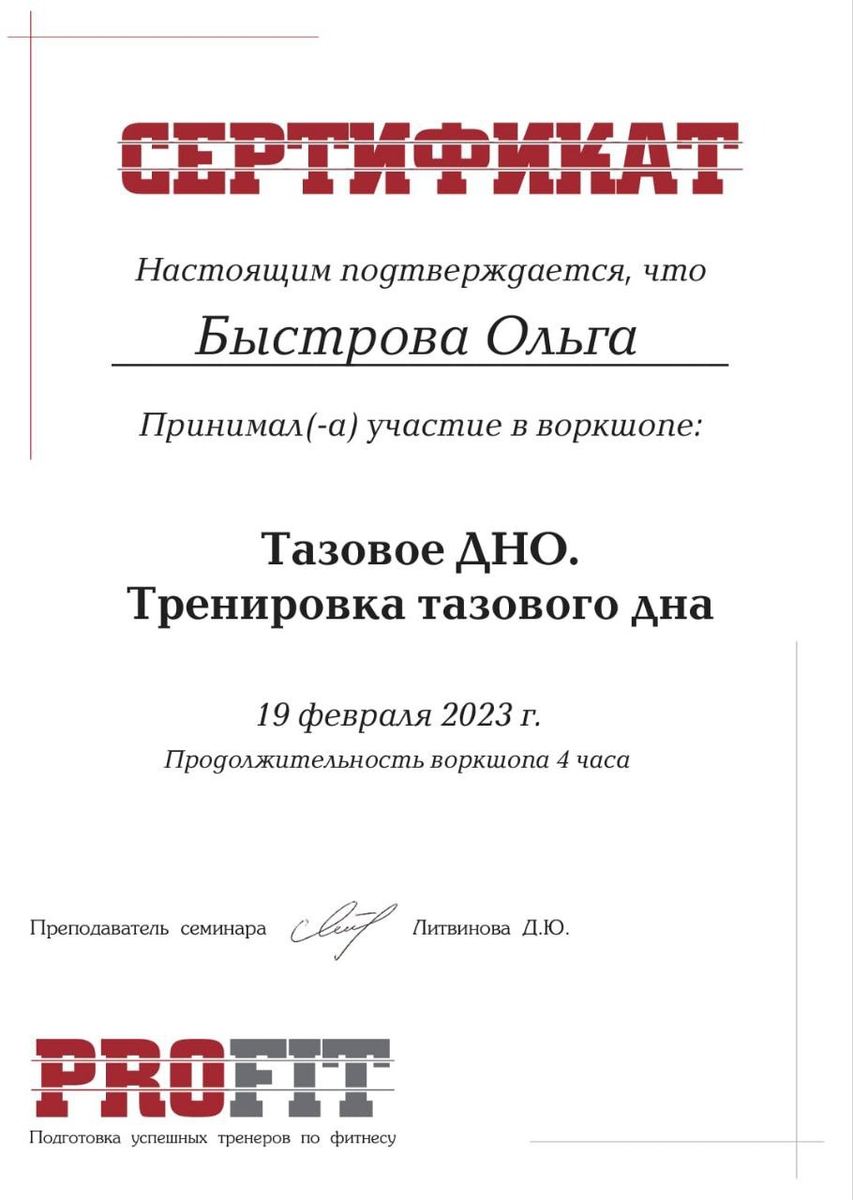 СЕРТИФИКАТ
Настоящим подтверждается, что
Быстрова Ольга
Принимал(-а) участие в воркшопе:
Тазовое ДНО.
Тренировка тазового дна
19 февраля 2023 г.
Продолжительность воркшопа 4 часа
Преподаватель семинара Литвинова Д.Ю.
PROFIT
Подготовка успешных тренеров по фитнесу